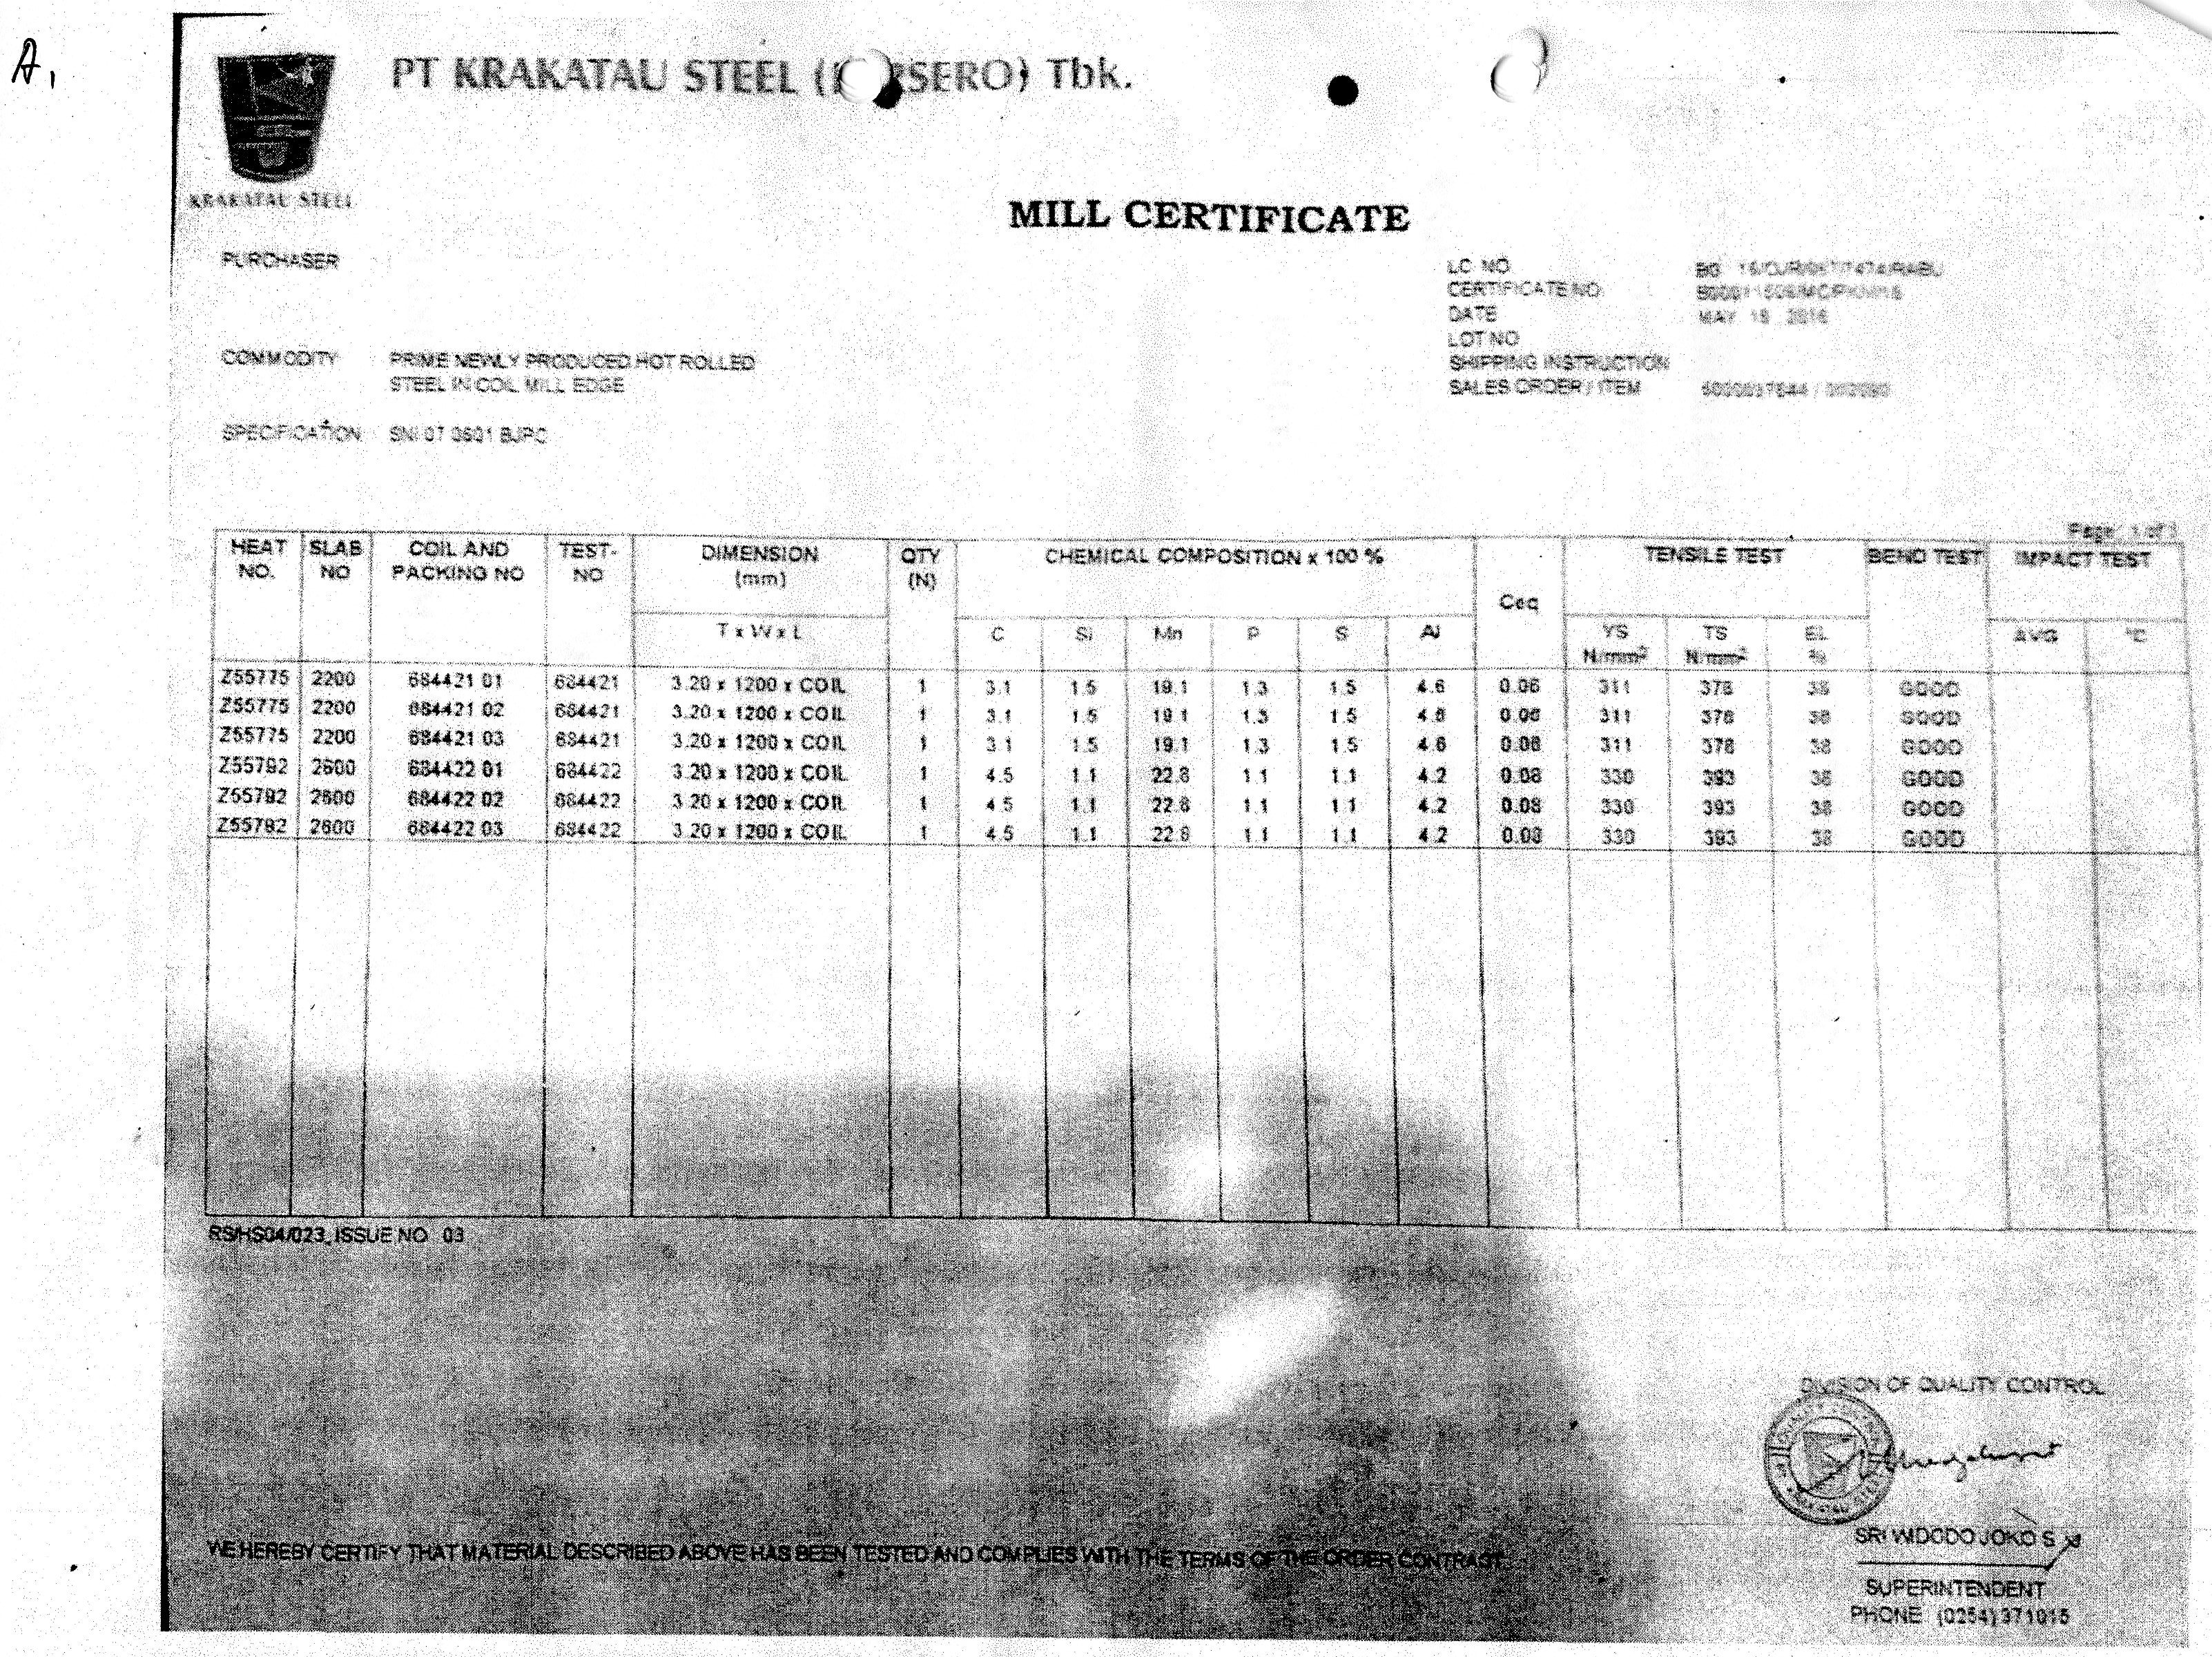 A,
PT KRAKATAU STEEL ( SERO) Tbk.
KRAKATAU STEEL
MILL CERTIFICATE
PURCHASER
LC NO
CERTIFICATE NO
DATE MAY 18 2016
LOT NO
SHIPPING INSTRUCTION
SALES ORDER / ITEM
COMMODITY PRIME NEWLY PRODUCED HOT ROLLED
STEEL IN COIL MILL EDGE
SPECIFICATION SNI 07 0601 BJPC
Page 1 of 1
HEAT NO. SLAB NO COIL AND PACKING NO TEST- NO DIMENSION (mm) QTY (N) CHEMICAL COMPOSITION x 100 % Ceq TENSILE TEST BEND TEST IMPACT TEST
T x W x L C Si Mn P S Al YS N/mm² TS N/mm² EL % AVG °C
Z55775 2200 684421 01 684421 3.20 x 1200 x COIL 1 3.1 1.5 19.1 1.3 1.5 4.6 0.06 311 378 38 GOOD
Z55775 2200 684421 02 684421 3.20 x 1200 x COIL 1 3.1 1.5 19.1 1.3 1.5 4.6 0.06 311 378 38 GOOD
Z55775 2200 684421 03 684421 3.20 x 1200 x COIL 1 3.1 1.5 19.1 1.3 1.5 4.6 0.06 311 378 38 GOOD
Z55792 2600 684422 01 684422 3.20 x 1200 x COIL 1 4.5 1.1 22.8 1.1 1.1 4.2 0.08 330 393 38 GOOD
Z55792 2600 684422 02 684422 3.20 x 1200 x COIL 1 4.5 1.1 22.8 1.1 1.1 4.2 0.08 330 393 38 GOOD
Z55792 2600 684422 03 684422 3.20 x 1200 x COIL 1 4.5 1.1 22.8 1.1 1.1 4.2 0.08 330 393 38 GOOD
RS/HS04/023, ISSUE NO 03
DIVISION OF QUALITY CONTROL
SRI WIDODO JOKO S
WE HEREBY CERTIFY THAT MATERIAL DESCRIBED ABOVE HAS BEEN TESTED AND COMPLIES WITH THE TERMS OF THE ORDER CONTRACT.
SUPERINTENDENT
PHONE (0254) 371015